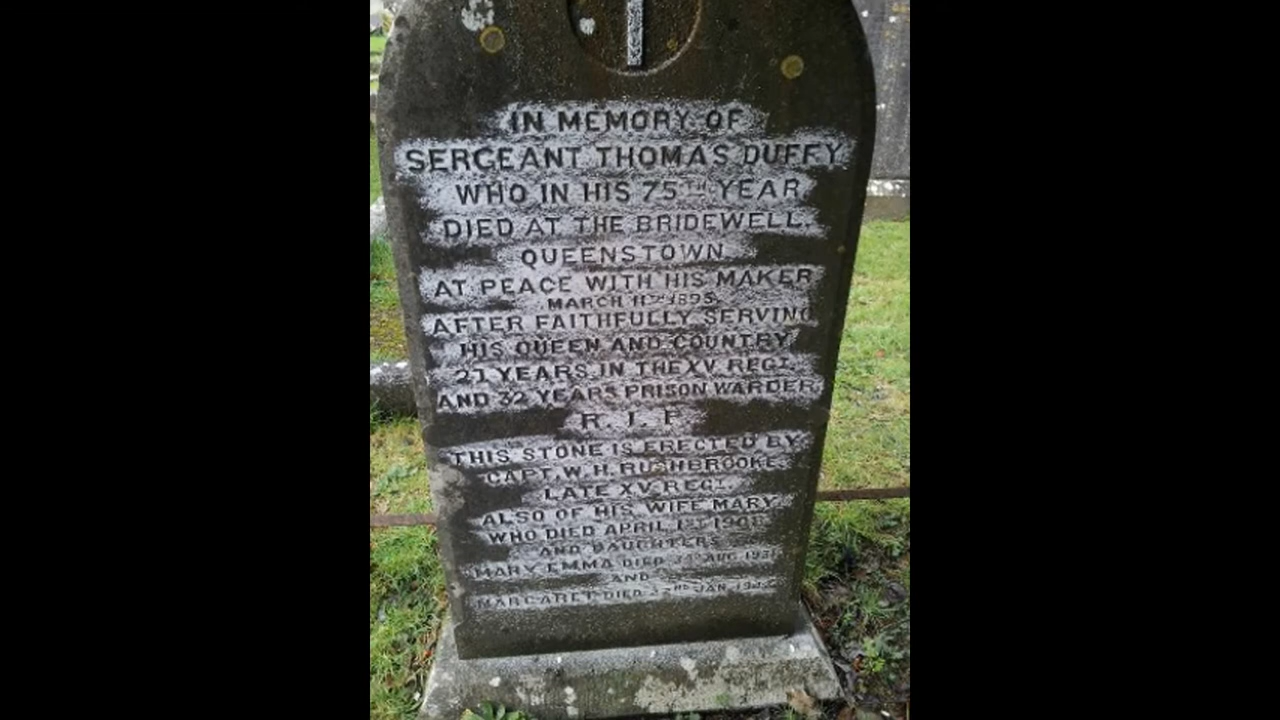 IN MEMORY OF
SERGEANT THOMAS DUFFY
WHO IN HIS 75TH YEAR
DIED AT THE BRIDEWELL.
QUEENSTOWN
AT PEACE WITH HIS MAKER
MARCH 11TH 1895.
AFTER FAITHFULLY SERVING
HIS QUEEN AND COUNTRY
21 YEARS IN THE XV REGT.
AND 32 YEARS PRISON WARDER
R. I. P
THIS STONE IS ERECTED BY
CAPT. W. H. RUSHBROOKE.
LATE XV REGT.
ALSO OF HIS WIFE MARY
WHO DIED APRIL 1ST
AND DAUGHTERS
MARY EMMA DIED AUG
AND
MARGARET DIED JAN